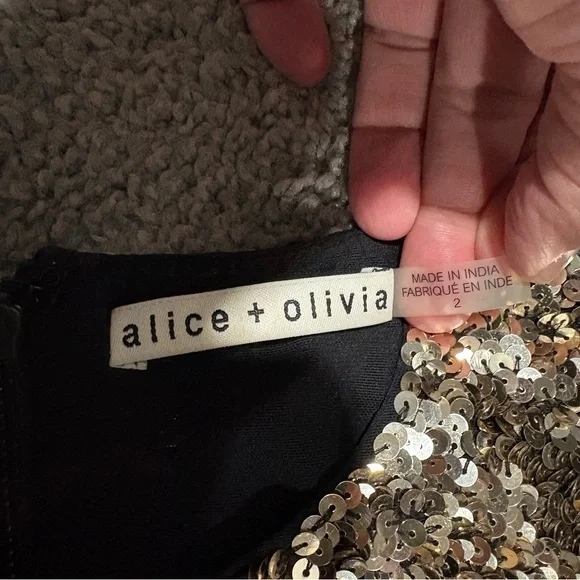 alice + olivia
MADE IN INDIA
FABRIQUÉ EN INDE
2